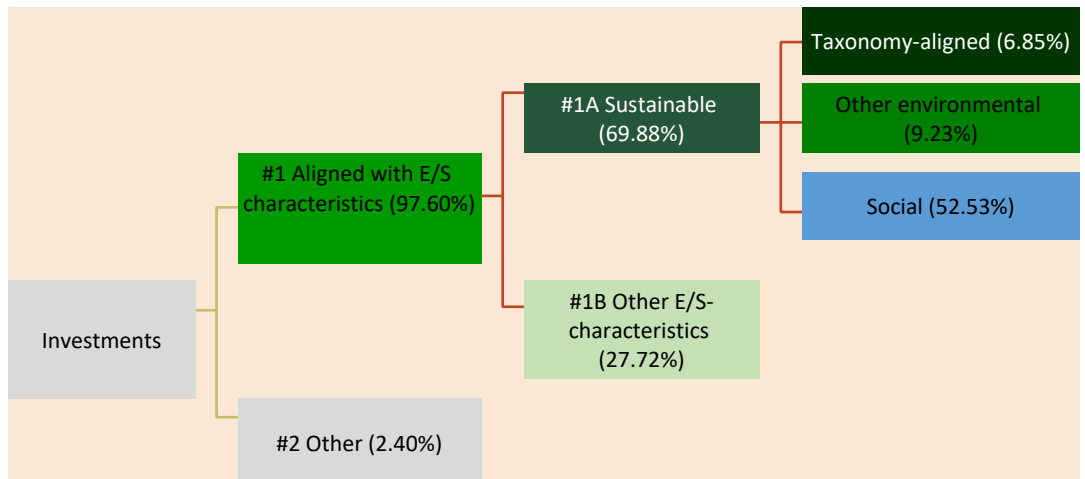 Taxonomy-aligned (6.85%)
#1A Sustainable
(69.88%)
Other environmental
(9.23%)
#1 Aligned with E/S
characteristics (97.60%)
Social (52.53%)
#1B Other E/S-
characteristics
(27.72%)
Investments
#2 Other (2.40%)